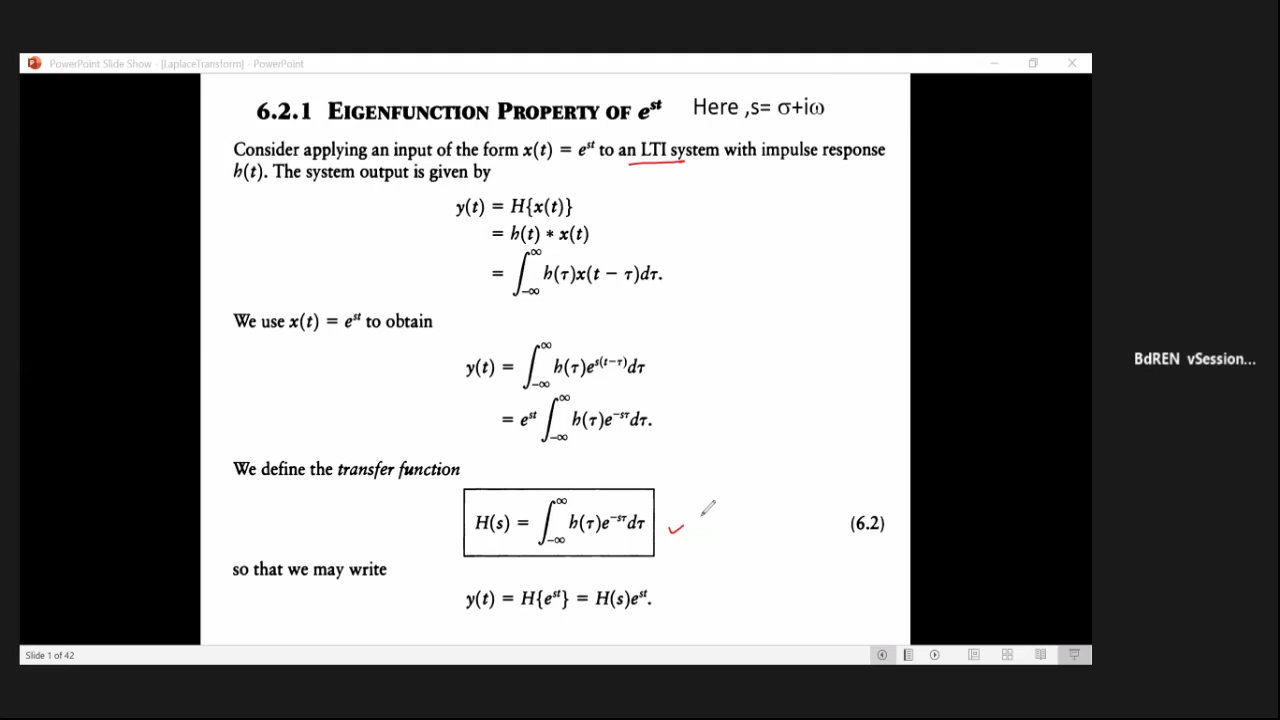 PowerPoint Slide Show - [LaplaceTransform] - PowerPoint
6.2.1 EIGENFUNCTION PROPERTY OF e^st Here ,s= σ+iω
Consider applying an input of the form x(t) = e^st to an LTI system with impulse response
h(t). The system output is given by
y(t) = H{x(t)}
= h(t) * x(t)
= ∫_{-∞}^{∞} h(τ)x(t − τ)dτ.
We use x(t) = e^st to obtain
y(t) = ∫_{-∞}^{∞} h(τ)e^{s(t−τ)}dτ
= e^st ∫_{-∞}^{∞} h(τ)e^{−sτ}dτ.
We define the transfer function
H(s) = ∫_{-∞}^{∞} h(τ)e^{−sτ}dτ (6.2)
so that we may write
y(t) = H{e^st} = H(s)e^st.
BdREN vSession...
Slide 1 of 42